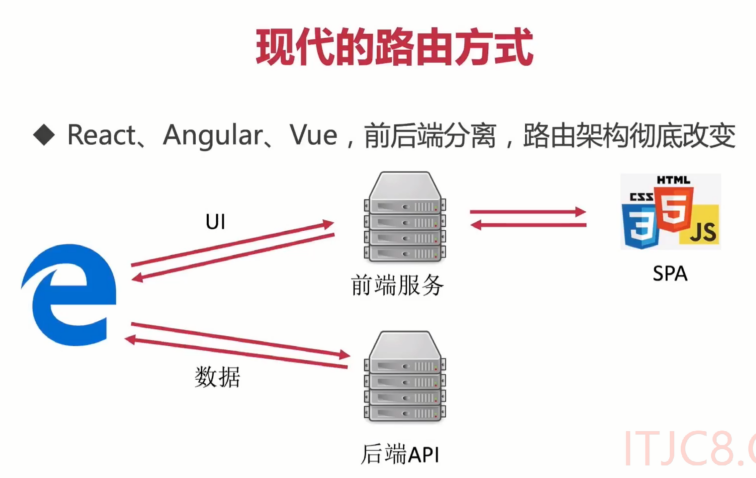 现代的路由方式
◆ React、Angular、Vue，前后端分离，路由架构彻底改变
UI
HTML
CSS
3
5
JS
前端服务
SPA
数据
后端API
ITJC8.C